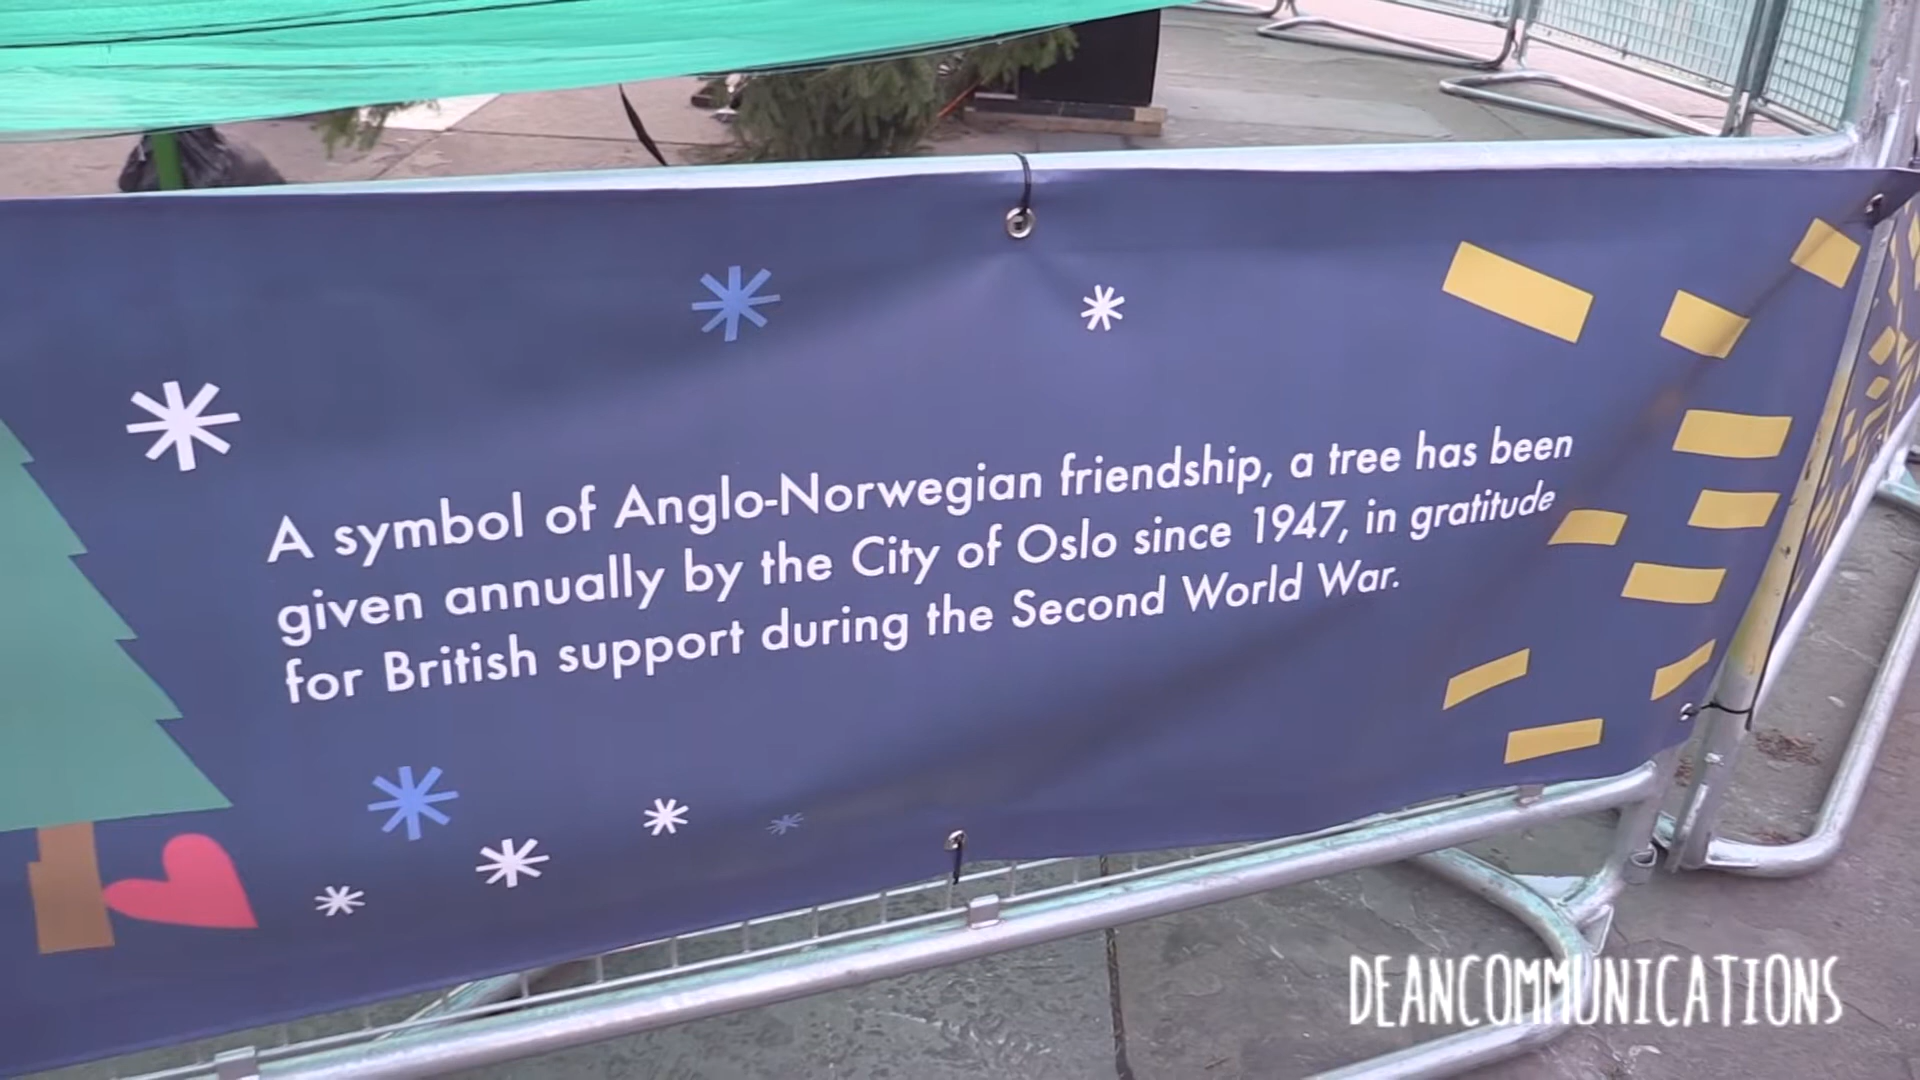 A symbol of Anglo-Norwegian friendship, a tree has been
given annually by the City of Oslo since 1947, in gratitude
for British support during the Second World War.
DEANCOMMUNICATIONS